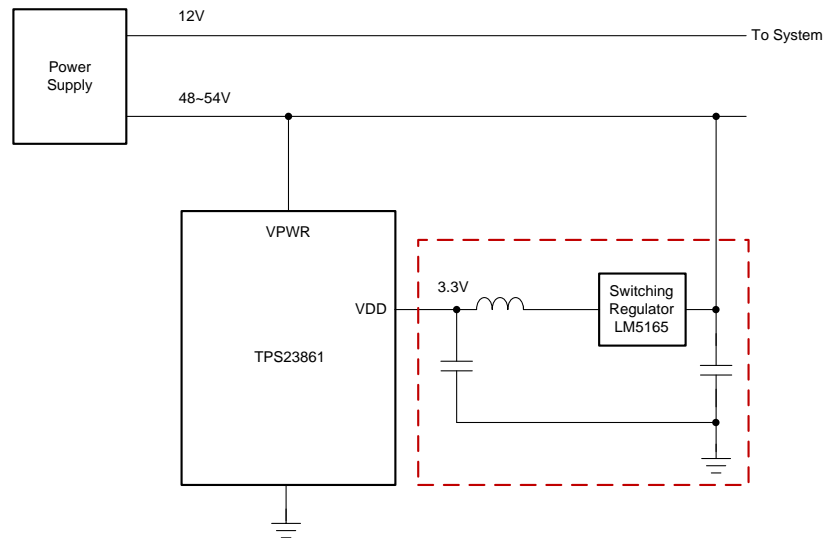 12V
To System
Power
Supply
48~54V
VPWR
3.3V
Switching
Regulator
LM5165
VDD
TPS23861